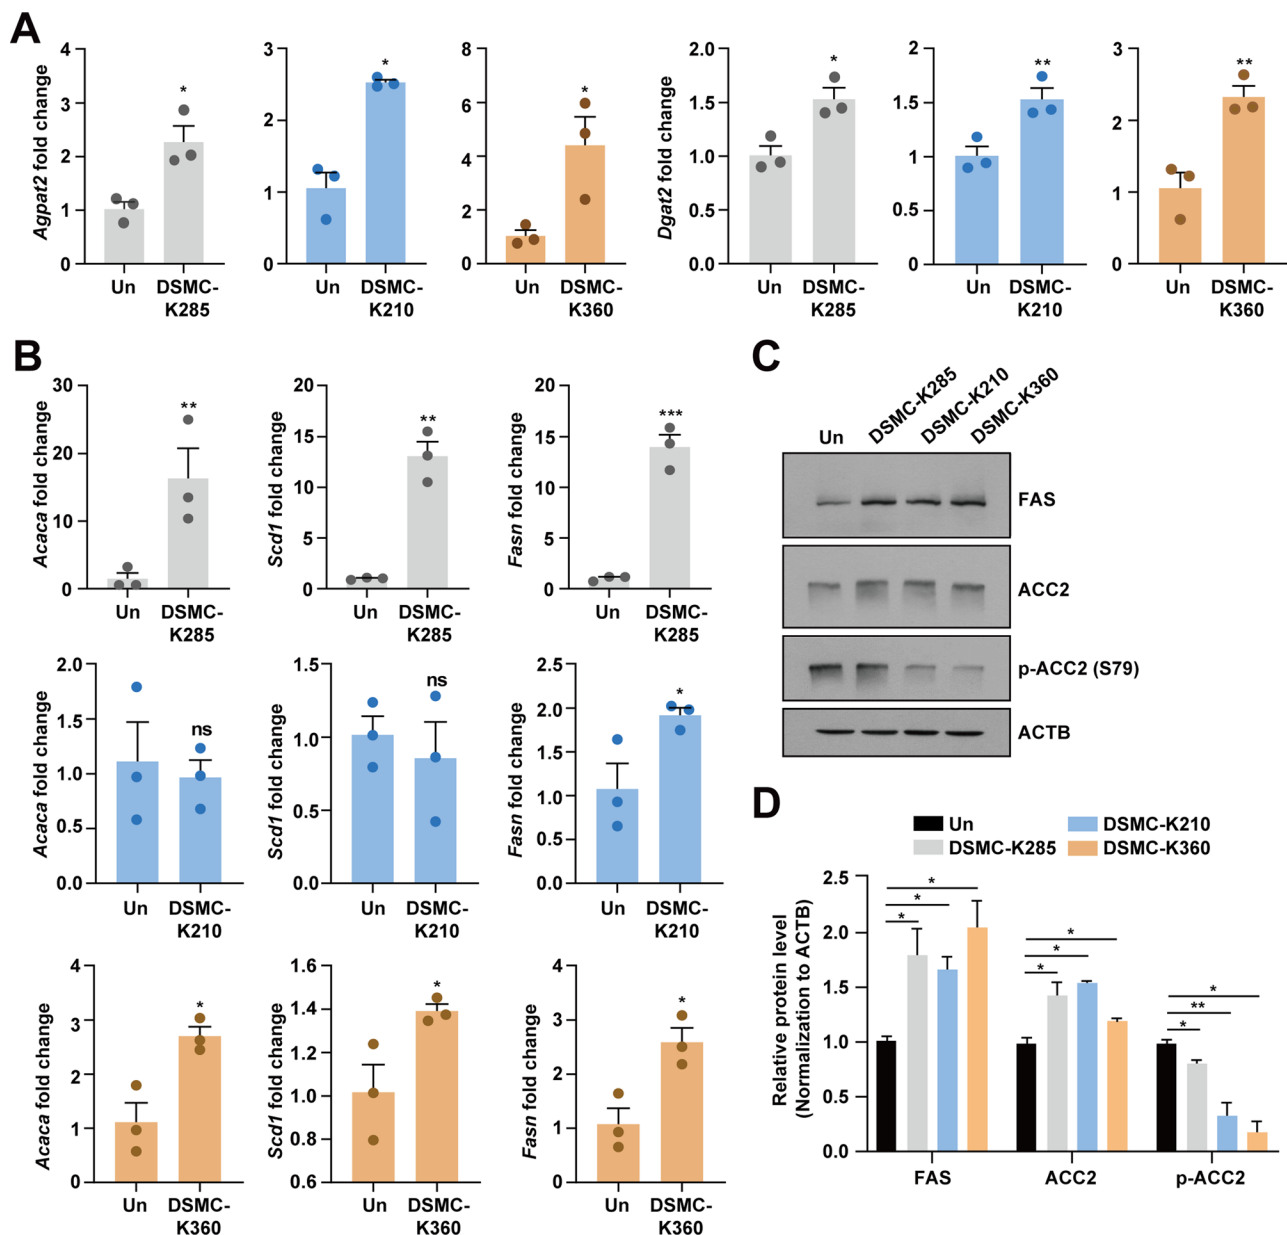 A
Agpat2 fold change
4
3
2
1
0
*
Un
DSMC-
K285
3
2
1
0
*
Un
DSMC-
K210
8
6
4
2
0
*
Un
DSMC-
K360
Dgat2 fold change
2.0
1.5
1.0
0.5
0.0
*
Un
DSMC-
K285
2.0
1.5
1.0
0.5
0
**
Un
DSMC-
K210
3
2
1
0
**
Un
DSMC-
K360
B
Acaca fold change
30
20
10
0
**
Un
DSMC-
K285
Scd1 fold change
20
15
10
5
0
**
Un
DSMC-
K285
Fasn fold change
20
15
10
5
0
***
Un
DSMC-
K285
Acaca fold change
2.0
1.5
1.0
0.5
0.0
ns
Un
DSMC-
K210
Scd1 fold change
1.5
1.0
0.5
0.0
ns
Un
DSMC-
K210
Fasn fold change
2.5
2.0
1.5
1.0
0.5
0.0
*
Un
DSMC-
K210
Acaca fold change
4
3
2
1
0
*
Un
DSMC-
K360
Scd1 fold change
1.6
1.4
1.2
1.0
0.8
0.6
*
Un
DSMC-
K360
Fasn fold change
4
3
2
1
0
*
Un
DSMC-
K360
C
Un
DSMC-K285
DSMC-K210
DSMC-K360
FAS
ACC2
p-ACC2 (S79)
ACTB
D
Un
DSMC-K285
DSMC-K210
DSMC-K360
Relative protein level
(Normalization to ACTB)
2.5
2.0
1.5
1.0
0.5
0.0
*
*
*
*
*
*
*
**
*
FAS
ACC2
p-ACC2